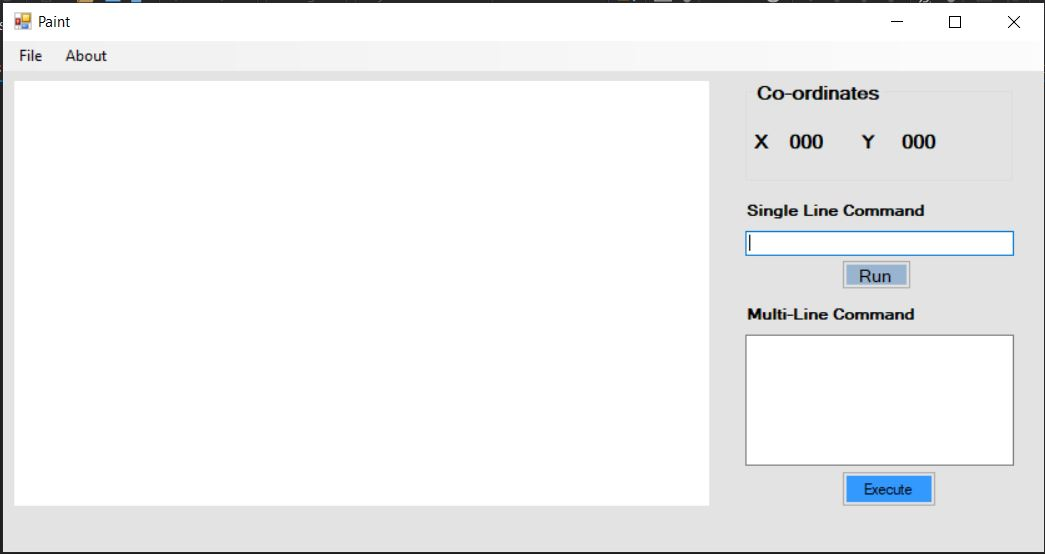 Paint
File About
Co-ordinates
X 000 Y 000
Single Line Command
Run
Multi-Line Command
Execute